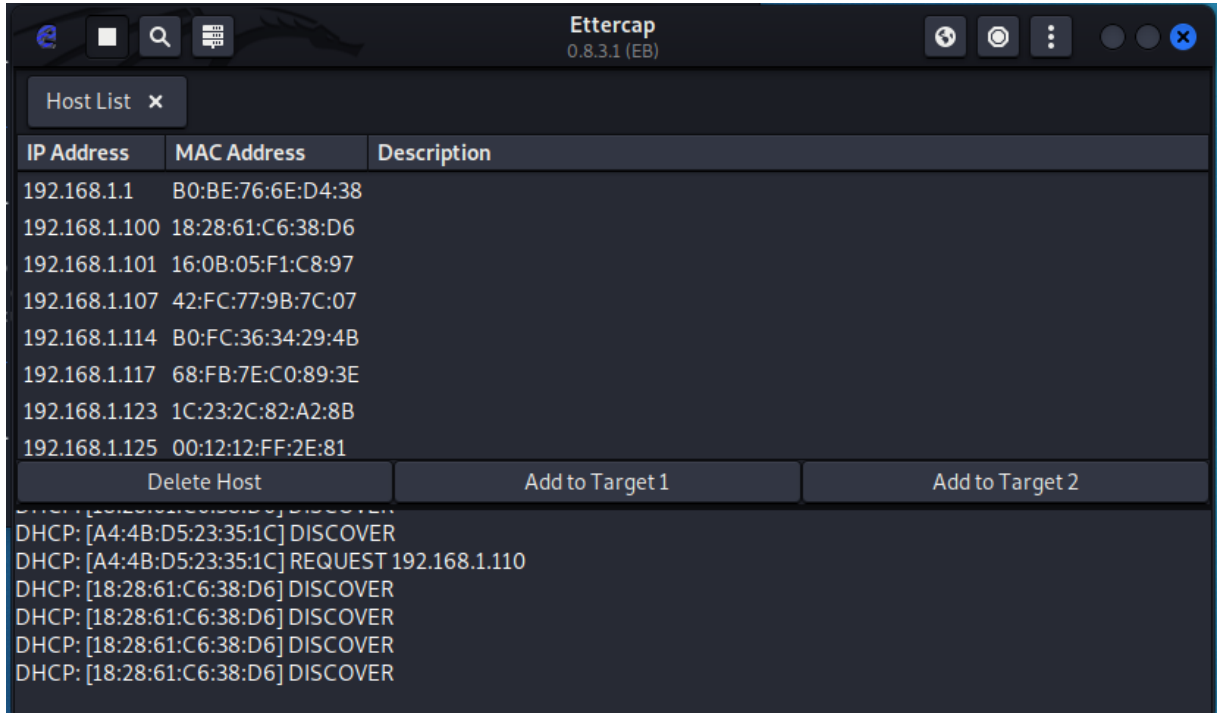 Ettercap
0.8.3.1 (EB)
Host List ×
IP Address MAC Address Description
192.168.1.1 B0:BE:76:6E:D4:38
192.168.1.100 18:28:61:C6:38:D6
192.168.1.101 16:0B:05:F1:C8:97
192.168.1.107 42:FC:77:9B:7C:07
192.168.1.114 B0:FC:36:34:29:4B
192.168.1.117 68:FB:7E:C0:89:3E
192.168.1.123 1C:23:2C:82:A2:8B
192.168.1.125 00:12:12:FF:2E:81
Delete Host Add to Target 1 Add to Target 2
DHCP: [18:28:61:C6:38:D6] DISCOVER
DHCP: [A4:4B:D5:23:35:1C] DISCOVER
DHCP: [A4:4B:D5:23:35:1C] REQUEST 192.168.1.110
DHCP: [18:28:61:C6:38:D6] DISCOVER
DHCP: [18:28:61:C6:38:D6] DISCOVER
DHCP: [18:28:61:C6:38:D6] DISCOVER
DHCP: [18:28:61:C6:38:D6] DISCOVER